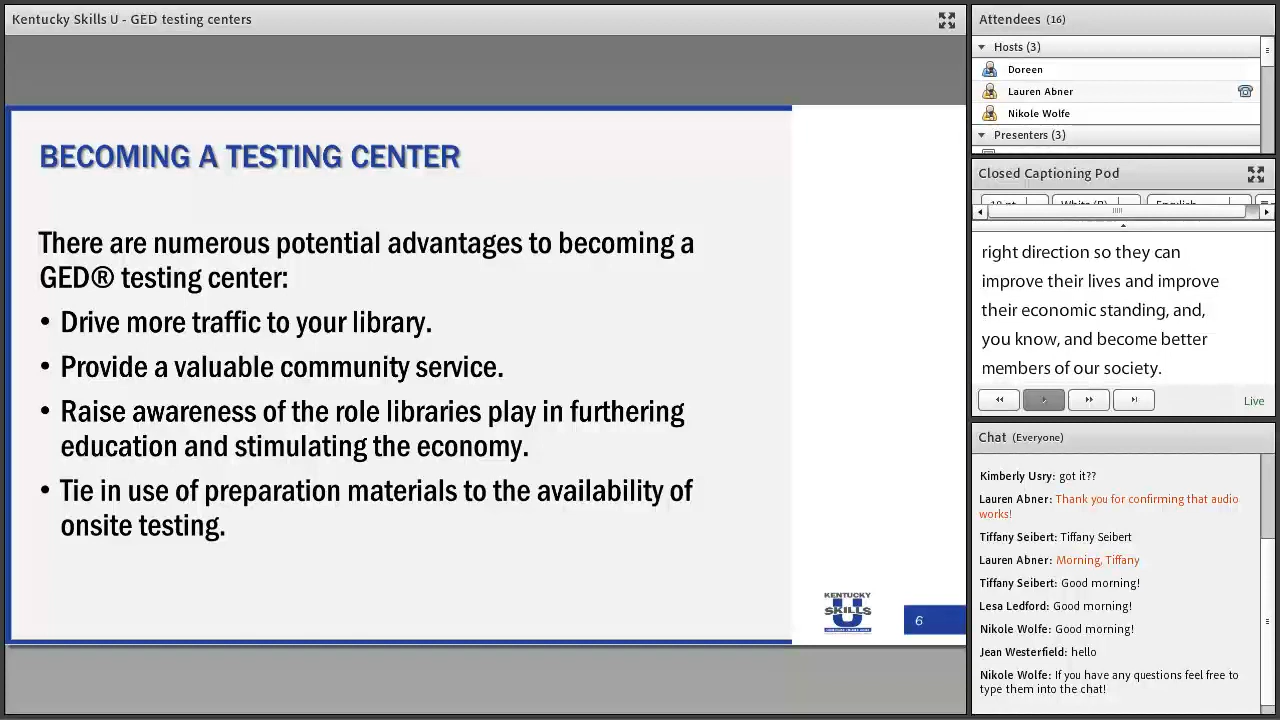 Kentucky Skills U - GED testing centers
BECOMING A TESTING CENTER
There are numerous potential advantages to becoming a
GED® testing center:
• Drive more traffic to your library.
• Provide a valuable community service.
• Raise awareness of the role libraries play in furthering
education and stimulating the economy.
• Tie in use of preparation materials to the availability of
onsite testing.
KENTUCKY
SKILLS
U
6
Attendees (16)
Hosts (3)
Doreen
Lauren Abner
Nikole Wolfe
Presenters (3)
Closed Captioning Pod
English
right direction so they can
improve their lives and improve
their economic standing, and,
you know, and become better
members of our society.
Live
Chat (Everyone)
Kimberly Usry: got it??
Lauren Abner: Thank you for confirming that audio
works!
Tiffany Seibert: Tiffany Seibert
Lauren Abner: Morning, Tiffany
Tiffany Seibert: Good morning!
Lesa Ledford: Good morning!
Nikole Wolfe: Good morning!
Jean Westerfield: hello
Nikole Wolfe: If you have any questions feel free to
type them into the chat!